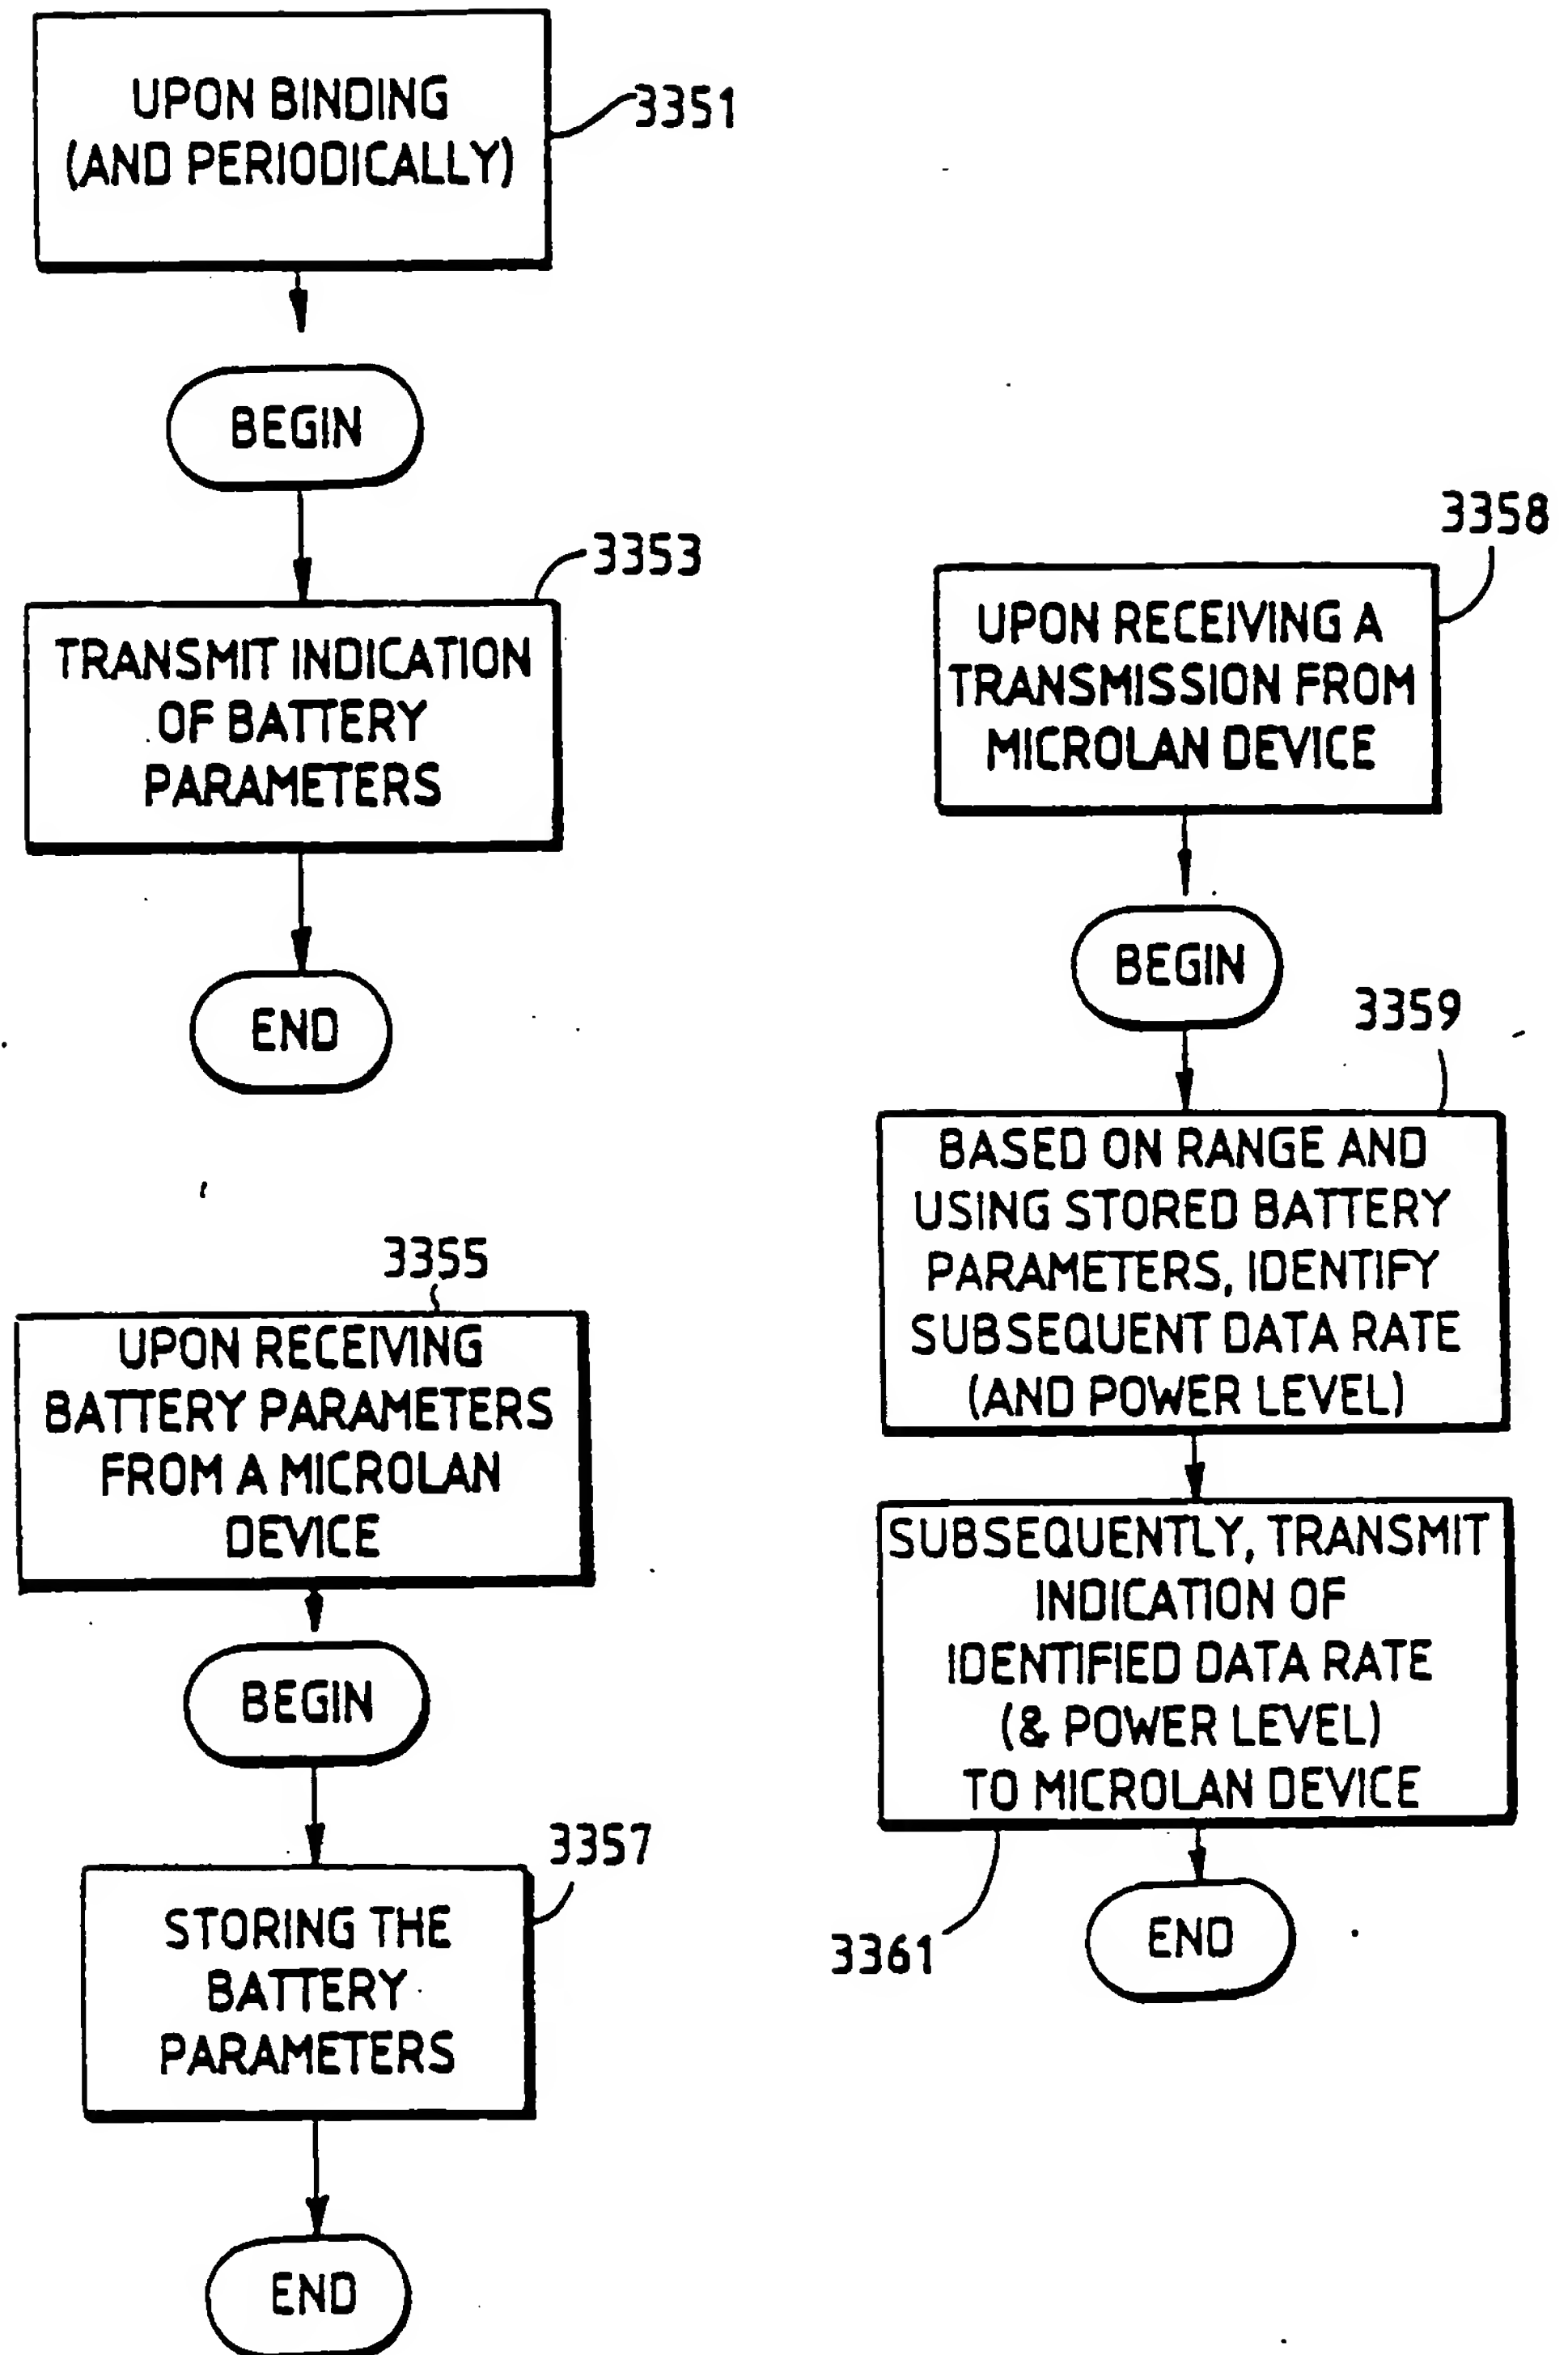 UPON BINDING
(AND PERIODICALLY)
3351
BEGIN
3353
TRANSMIT INDICATION
OF BATTERY
PARAMETERS
END
3355
UPON RECEIVING
BATTERY PARAMETERS
FROM A MICROLAN
DEVICE
BEGIN
3357
STORING THE
BATTERY
PARAMETERS
END
3358
UPON RECEIVING A
TRANSMISSION FROM
MICROLAN DEVICE
BEGIN
3359
BASED ON RANGE AND
USING STORED BATTERY
PARAMETERS, IDENTIFY
SUBSEQUENT DATA RATE
(AND POWER LEVEL)
SUBSEQUENTLY, TRANSMIT
INDICATION OF
IDENTIFIED DATA RATE
(& POWER LEVEL)
TO MICROLAN DEVICE
3361
END